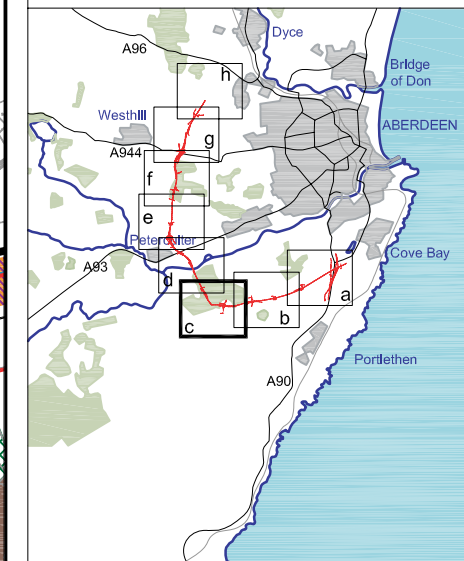 Dyce
A96
Bridge
of Don
h
Westhill
ABERDEEN
g
A944
f
e
Peterculter
Cove Bay
A93
d
a
c
b
Portlethen
A90